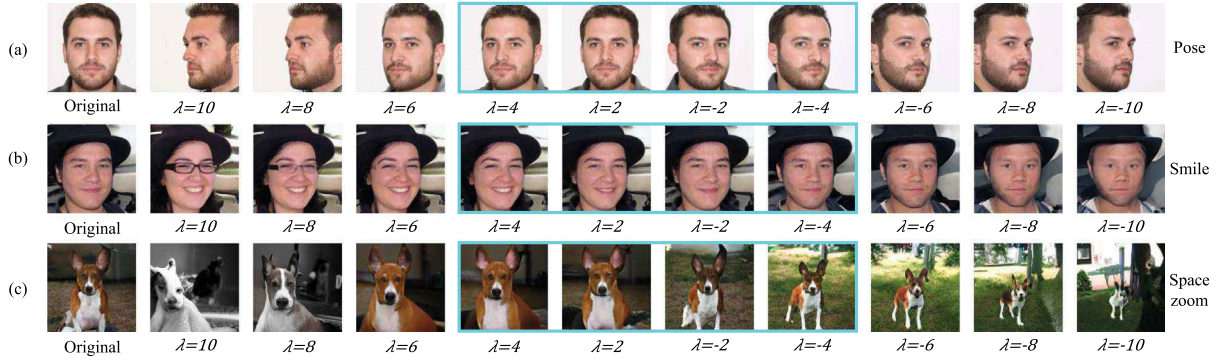 (a)
Pose
Original λ=10 λ=8 λ=6 λ=4 λ=2 λ=-2 λ=-4 λ=-6 λ=-8 λ=-10
(b)
Smile
Original λ=10 λ=8 λ=6 λ=4 λ=2 λ=-2 λ=-4 λ=-6 λ=-8 λ=-10
(c)
Space
zoom
Original λ=10 λ=8 λ=6 λ=4 λ=2 λ=-2 λ=-4 λ=-6 λ=-8 λ=-10